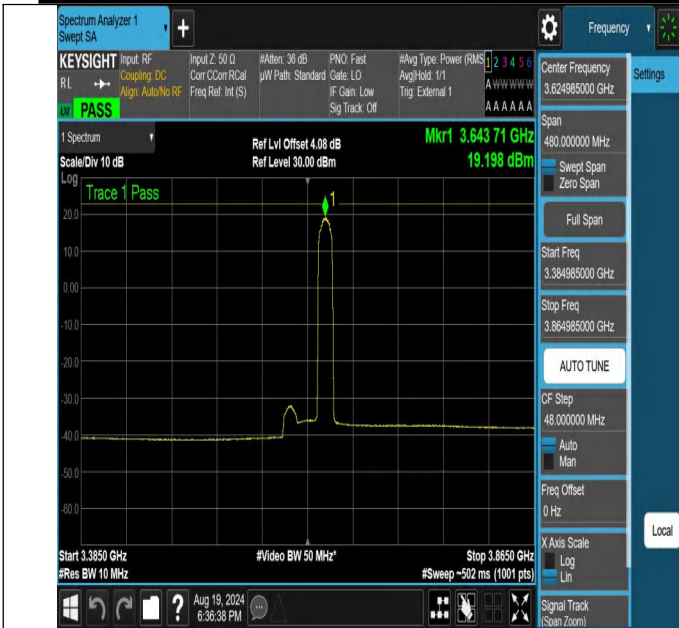 Spectrum Analyzer 1
Swept SA
+
Frequency
KEYSIGHT
RL
PASS
Input: RF
Coupling: DC
Align: Auto/No RF
Input Z: 50 Ω
Corr CCorr RCal
Freq Ref: Int (S)
#Atten: 36 dB
µW Path: Standard
PNO: Fast
Gate: LO
IF Gain: Low
Sig Track: Off
#Avg Type: Power (RMS
Avg|Hold: 1/1
Trig: External 1
1 2 3 4 5 6
A W W W W W
A A A A A A
1 Spectrum
Scale/Div 10 dB
Log
Ref Lvl Offset 4.08 dB
Ref Level 30.00 dBm
Mkr1 3.643 71 GHz
19.198 dBm
Trace 1 Pass
1
20.0
10.0
0.00
-10.0
-20.0
-30.0
-40.0
-50.0
-60.0
Start 3.3850 GHz
#Res BW 10 MHz
#Video BW 50 MHz*
Stop 3.8650 GHz
#Sweep ~502 ms (1001 pts)
Aug 19, 2024
6:36:38 PM
?
Center Frequency
3.624985000 GHz
Settings
Span
480.000000 MHz
Swept Span
Zero Span
Full Span
Start Freq
3.384985000 GHz
Stop Freq
3.864985000 GHz
AUTO TUNE
CF Step
48.000000 MHz
Auto
Man
Freq Offset
0 Hz
X Axis Scale
Log
Lin
Local
Signal Track
(Span Zoom)